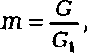 m = G / G₁,